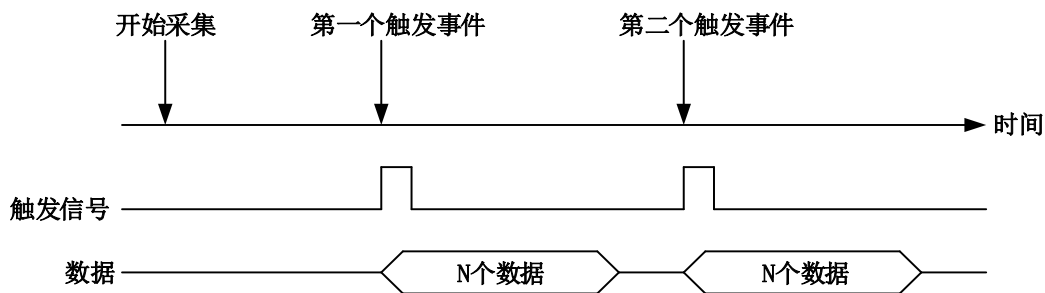 开始采集
第一个触发事件
第二个触发事件
时间
触发信号
数据
N个数据
N个数据